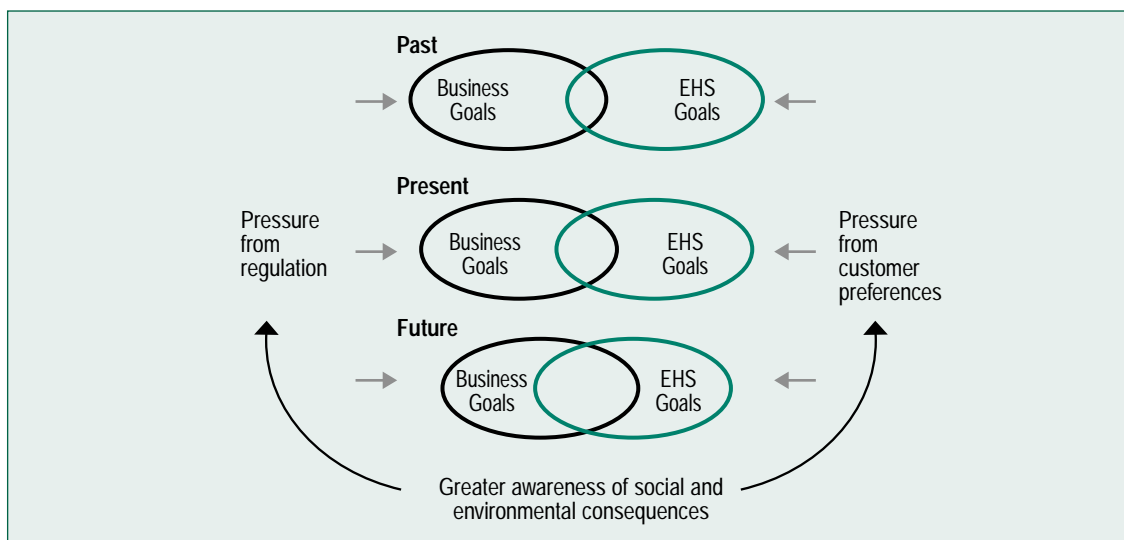 Past
Business
Goals
EHS
Goals
Present
Pressure
from
regulation
Business
Goals
EHS
Goals
Pressure
from
customer
preferences
Future
Business
Goals
EHS
Goals
Greater awareness of social and
environmental consequences